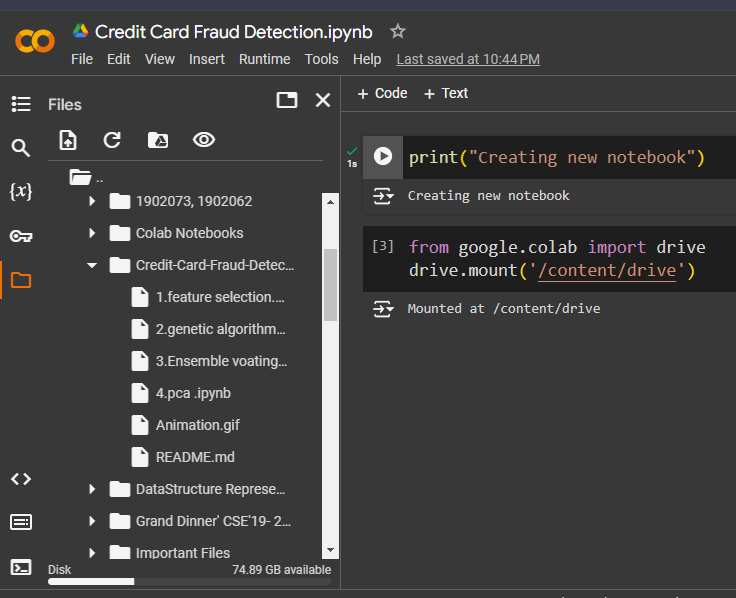 Credit Card Fraud Detection.ipynb
File Edit View Insert Runtime Tools Help Last saved at 10:44 PM
Files
+ Code + Text
..
1902073, 1902062
Colab Notebooks
Credit-Card-Fraud-Detec...
1.feature selection....
2.genetic algorithm...
3.Ensemble voating...
4.pca .ipynb
Animation.gif
README.md
DataStructure Represe...
Grand Dinner' CSE'19- 2...
Important Files
Disk 74.89 GB available
{x}
1s
print("Creating new notebook")
Creating new notebook
[3] from google.colab import drive
drive.mount('/content/drive')
Mounted at /content/drive